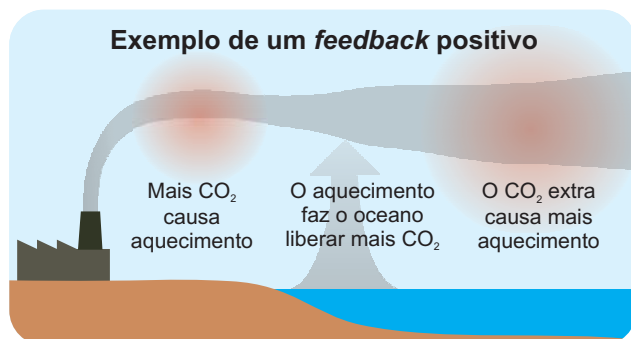 Exemplo de um feedback positivo
Mais CO₂
causa
aquecimento
O aquecimento
faz o oceano
liberar mais CO₂
O CO₂ extra
causa mais
aquecimento